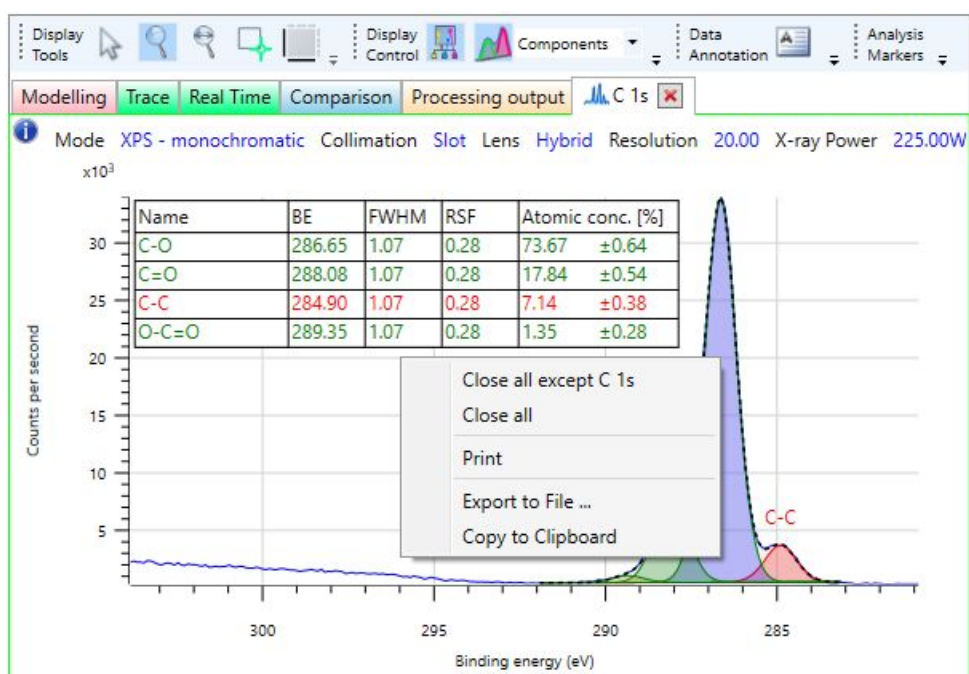 Display Tools
Display Control
Components
Data Annotation
A
Analysis Markers
Modelling Trace Real Time Comparison Processing output C 1s
Mode XPS - monochromatic Collimation Slot Lens Hybrid Resolution 20.00 X-ray Power 225.00W
x10³
Name BE FWHM RSF Atomic conc. [%]
C-O 286.65 1.07 0.28 73.67 ±0.64
C=O 288.08 1.07 0.28 17.84 ±0.54
C-C 284.90 1.07 0.28 7.14 ±0.38
O-C=O 289.35 1.07 0.28 1.35 ±0.28
30
25
20
15
10
5
Counts per second
Close all except C 1s
Close all
Print
Export to File ...
Copy to Clipboard
C-C
300 295 290 285
Binding energy (eV)